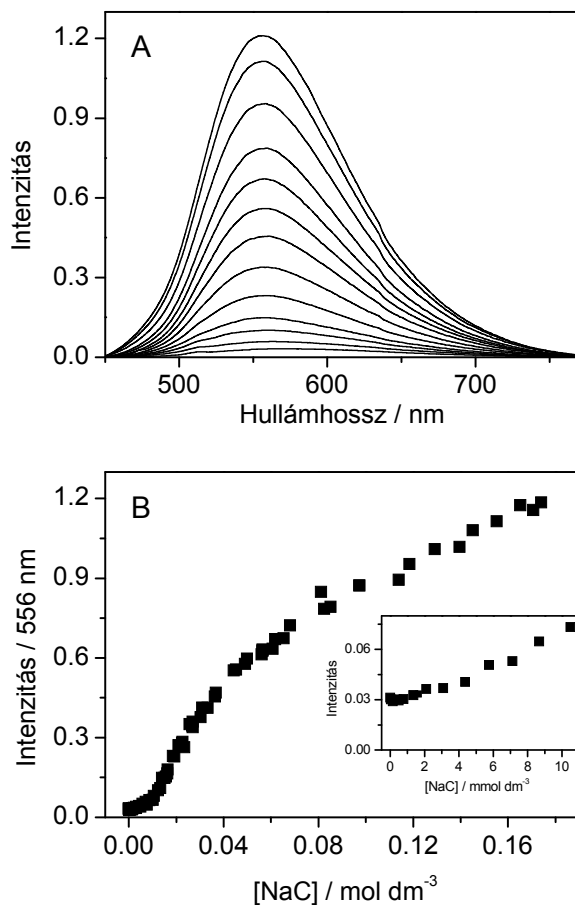 A
Intenzitás
1.2
0.9
0.6
0.3
0.0
500 600 700
Hullámhossz / nm
B
Intenzitás / 556 nm
1.2
0.9
0.6
0.3
0.0
0.00 0.04 0.08 0.12 0.16
[NaC] / mol dm⁻³
Intenzitás
0.06
0.03
0.00
0 2 4 6 8 10
[NaC] / mmol dm⁻³